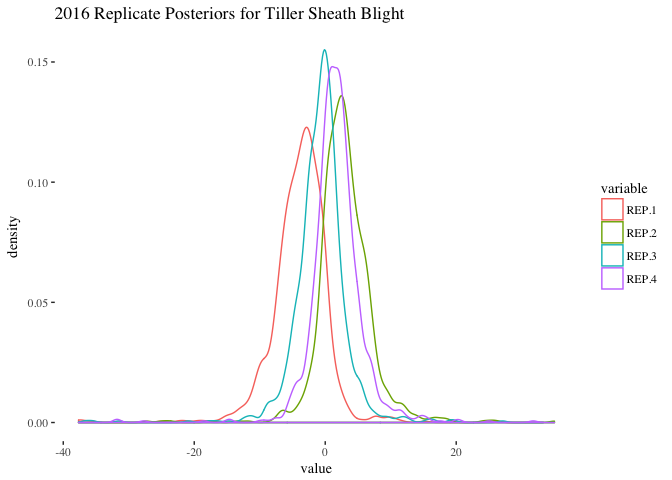 2016 Replicate Posteriors for Tiller Sheath Blight
0.15
0.10
0.05
0.00
density
-40
-20
0
20
value
variable
REP.1
REP.2
REP.3
REP.4